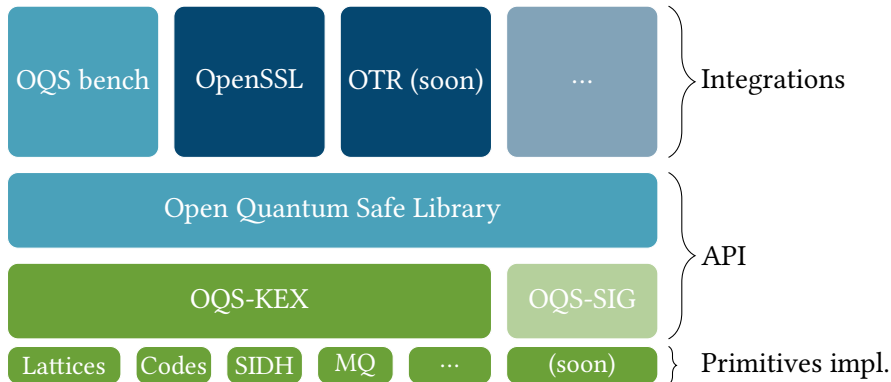 OQS bench OpenSSL OTR (soon) ... Integrations
Open Quantum Safe Library
API
OQS-KEX OQS-SIG
Lattices Codes SIDH MQ ... (soon) Primitives impl.